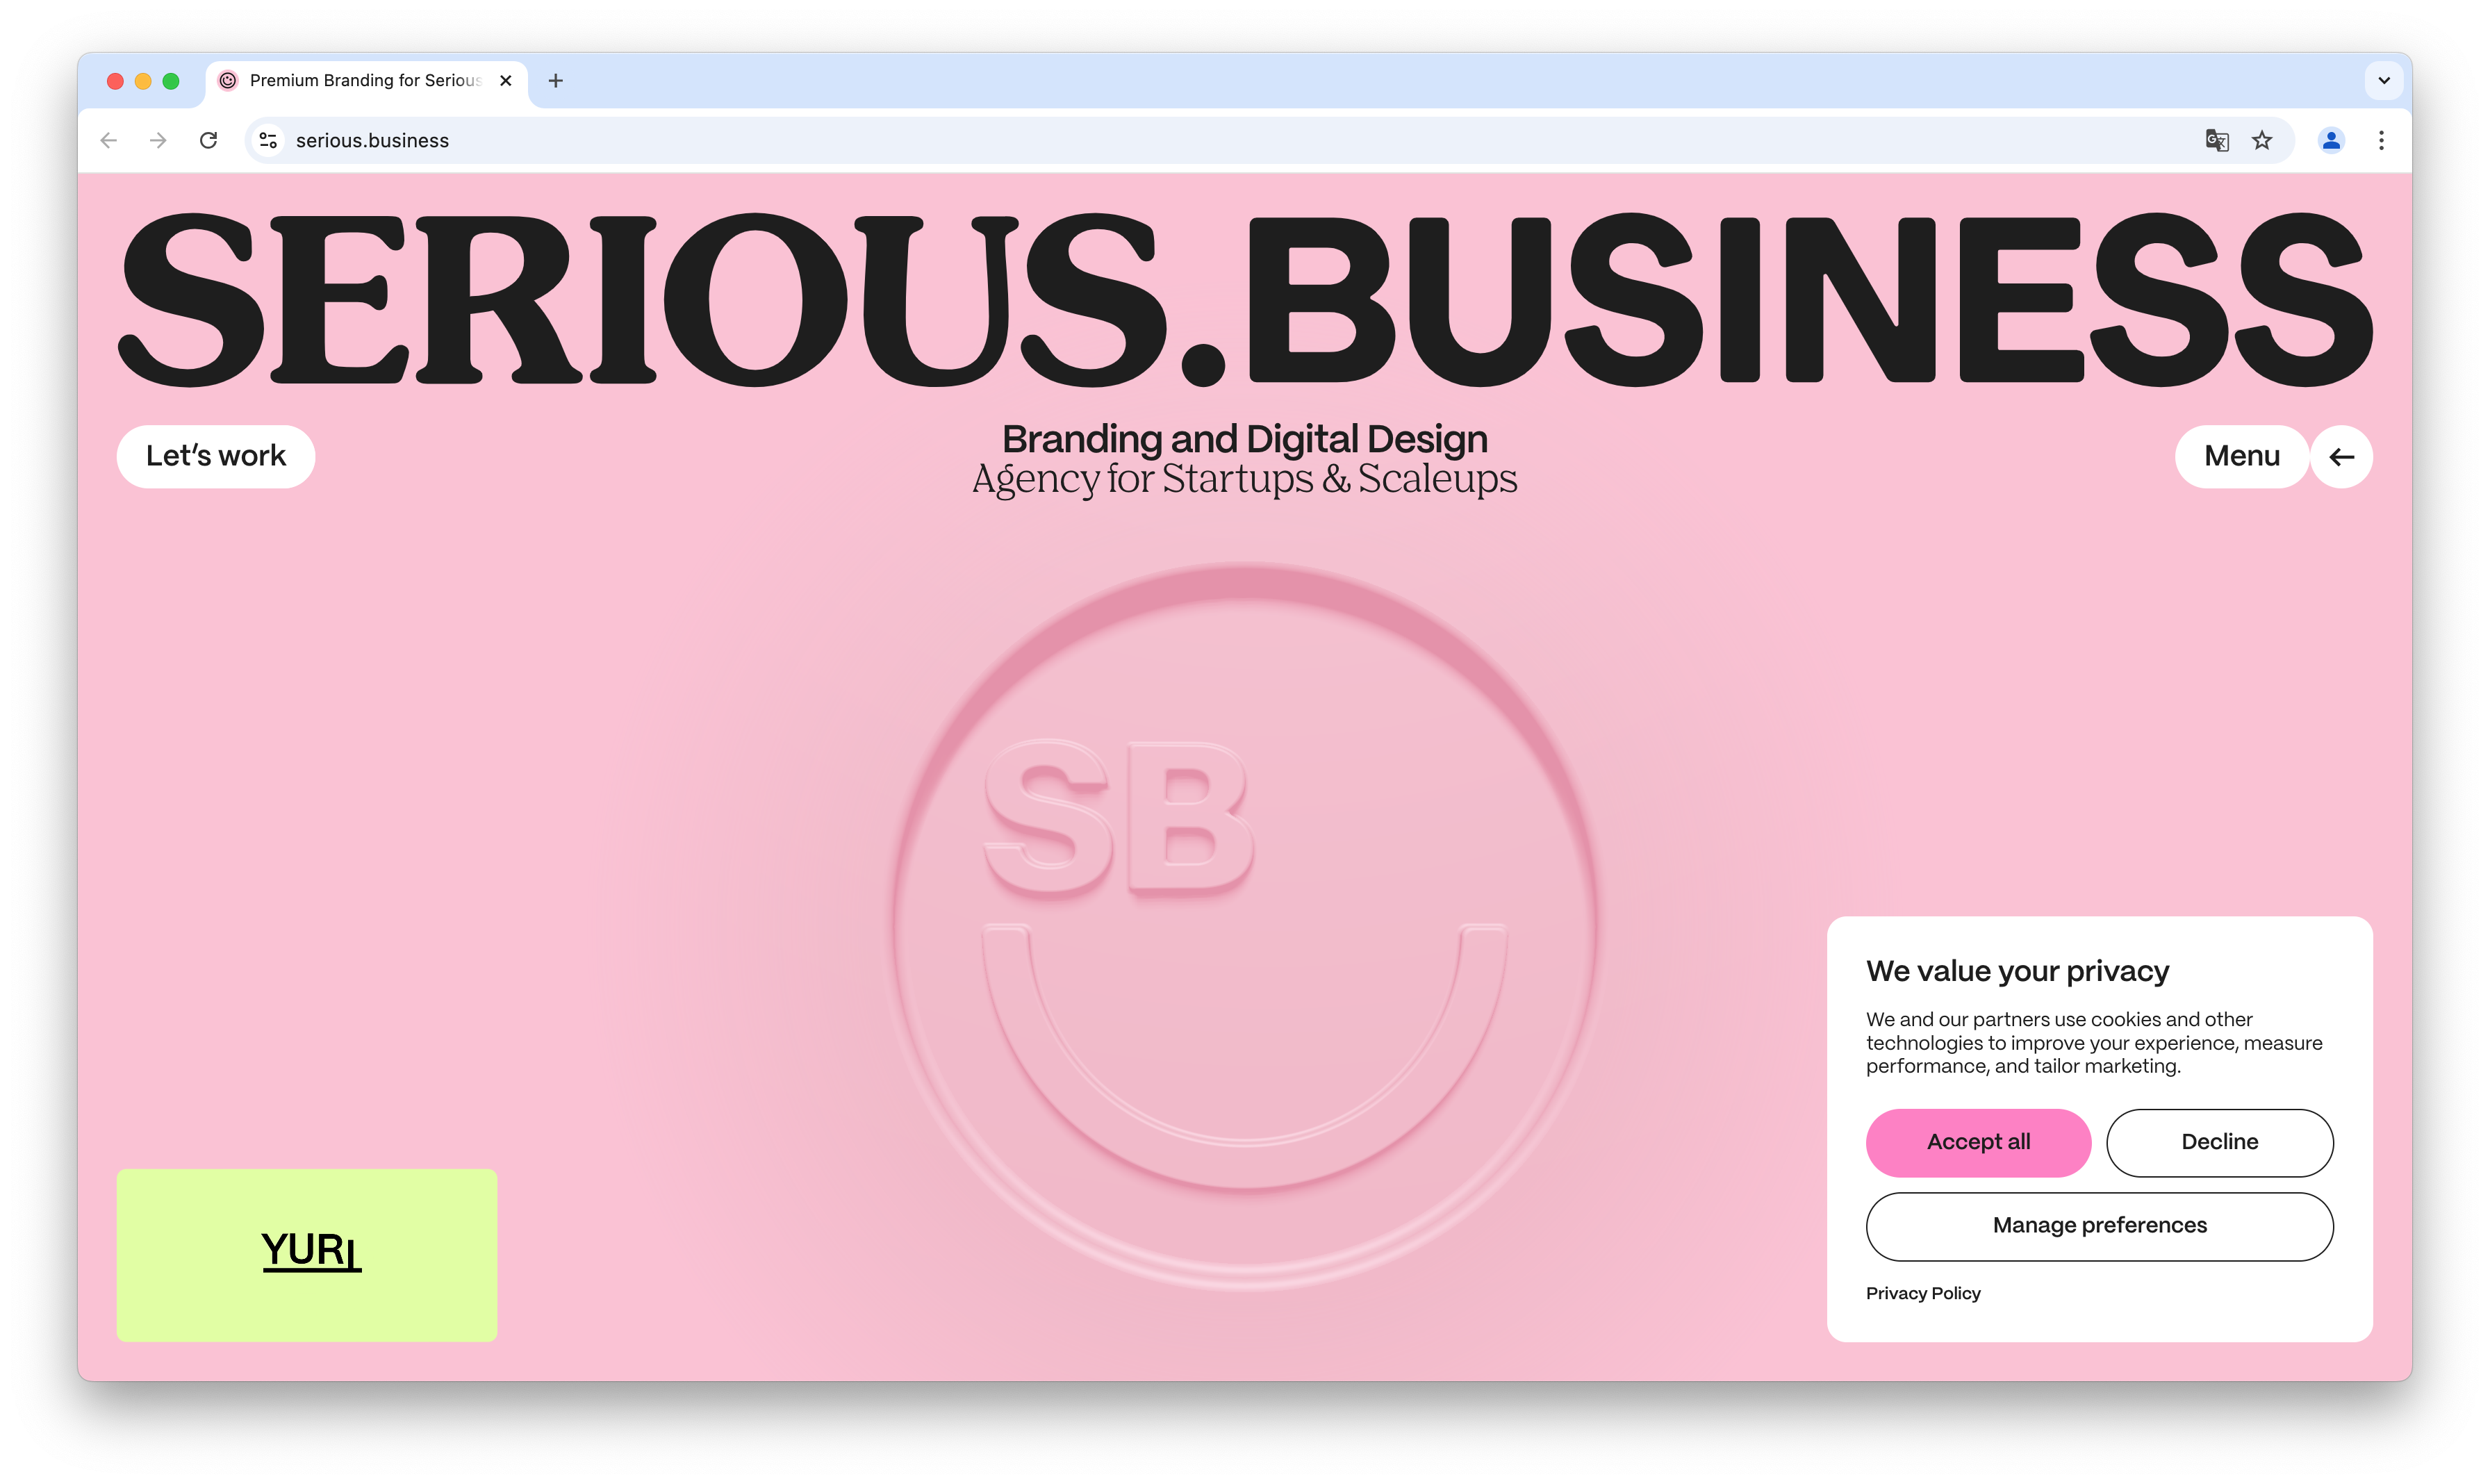 Premium Branding for Serious
serious.business
SERIOUS.BUSINESS
Let’s work
Branding and Digital Design
Agency for Startups & Scaleups
Menu
SB
We value your privacy
We and our partners use cookies and other
technologies to improve your experience, measure
performance, and tailor marketing.
Accept all
Decline
Manage preferences
Privacy Policy
YURI